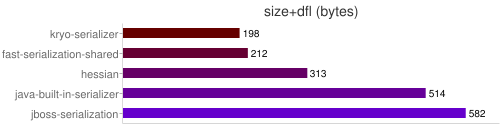 size+dfl (bytes)
kryo-serializer 198
fast-serialization-shared 212
hessian 313
java-built-in-serializer 514
jboss-serialization 582